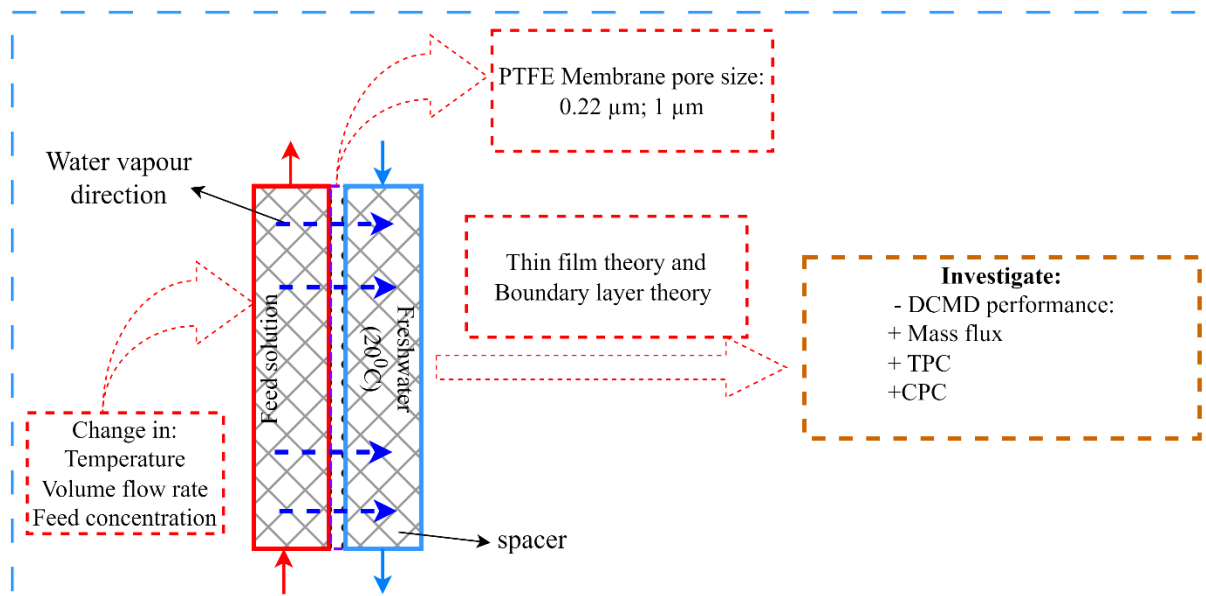 PTFE Membrane pore size:
0.22 µm; 1 µm
Water vapour
direction
Thin film theory and
Boundary layer theory
Investigate:
- DCMD performance:
+ Mass flux
+ TPC
+CPC
Feed solution
Freshwater
(20⁰C)
Change in:
Temperature
Volume flow rate
Feed concentration
spacer